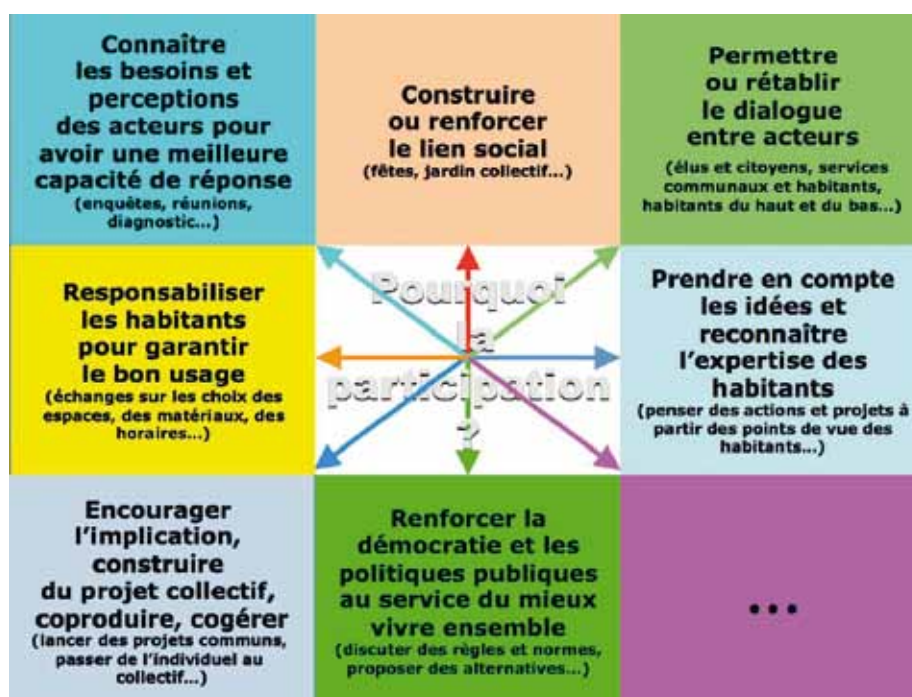 Connaître
les besoins et
perceptions
des acteurs pour
avoir une meilleure
capacité de réponse
(enquêtes, réunions,
diagnostic...)
Construire
ou renforcer
le lien social
(fêtes, jardin collectif...)
Permettre
ou rétablir
le dialogue
entre acteurs
(élus et citoyens, services
communaux et habitants,
habitants du haut et du bas...)
Responsabiliser
les habitants
pour garantir
le bon usage
(échanges sur les choix des
espaces, des matériaux, des
horaires...)
Pourquoi
la
participation
?
Prendre en compte
les idées et
reconnaître
l'expertise des
habitants
(penser des actions et projets à
partir des points de vue des
habitants...)
Encourager
l'implication,
construire
du projet collectif,
coproduire, cogérer
(lancer des projets communs,
passer de l'individuel au
collectif...)
Renforcer la
démocratie et les
politiques publiques
au service du mieux
vivre ensemble
(discuter des règles et normes,
proposer des alternatives...)
...